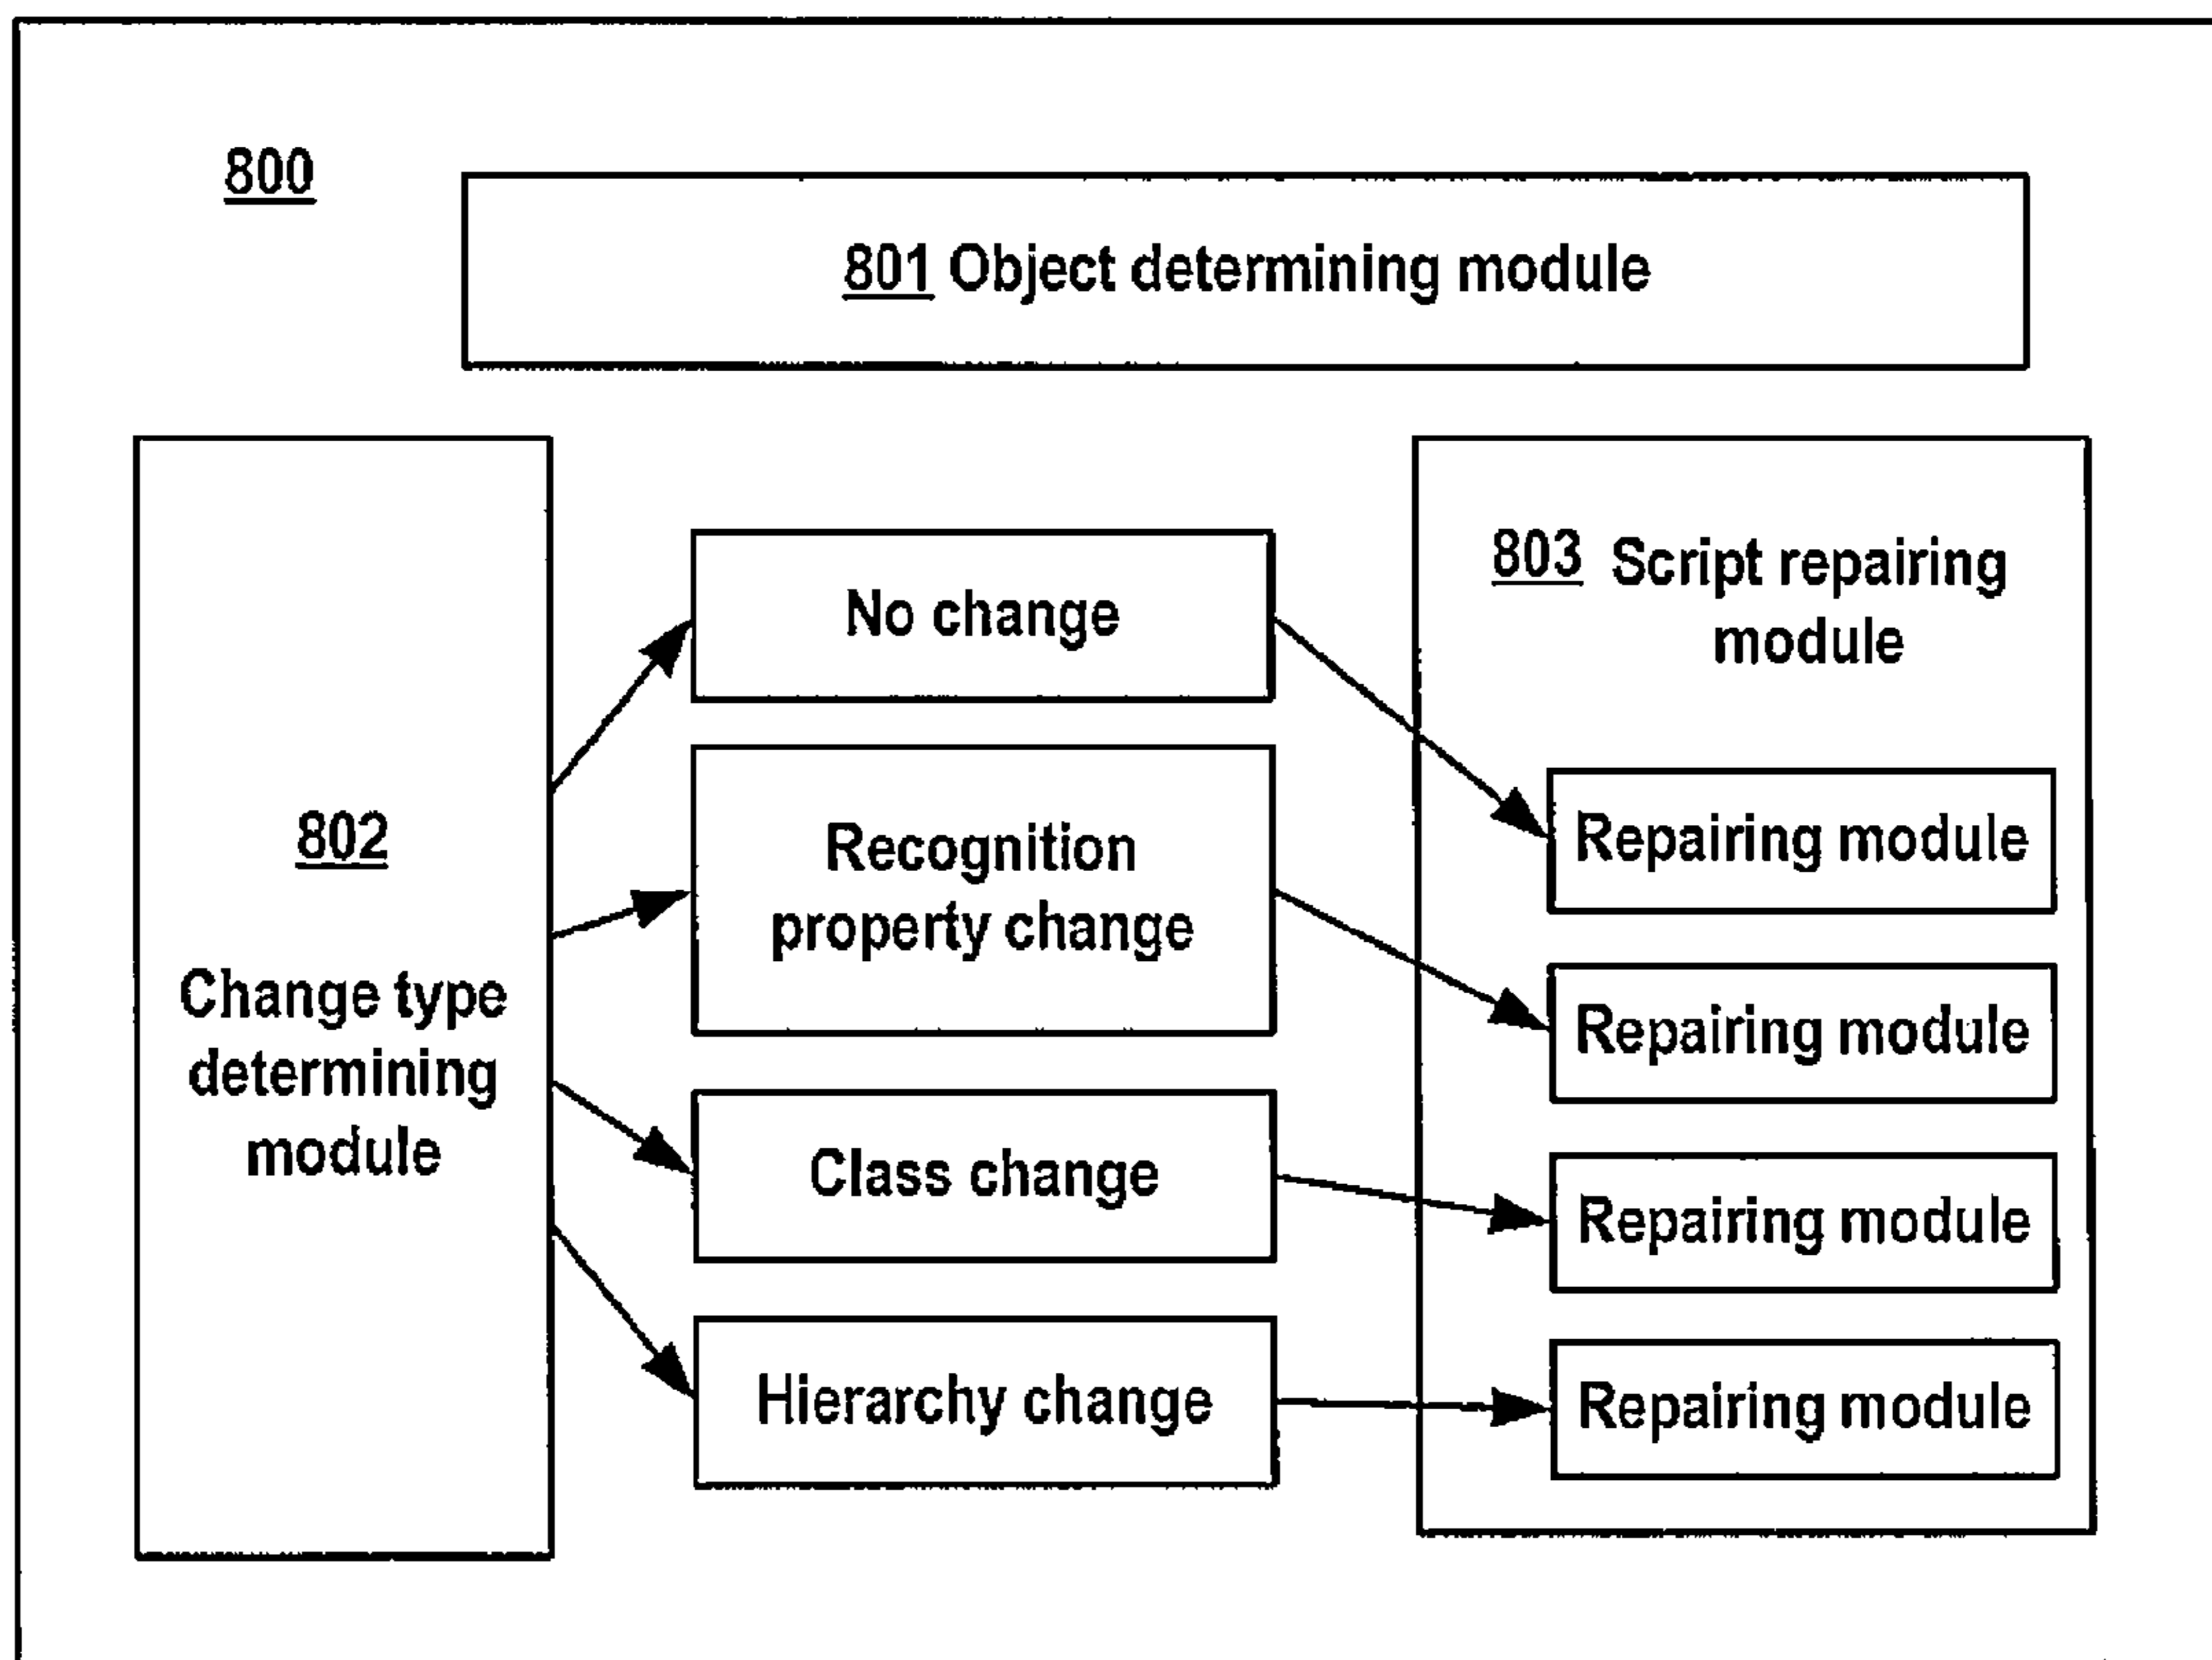 800
801 Object determining module
802
Change type
determining
module
No change
Recognition
property change
Class change
Hierarchy change
803 Script repairing
module
Repairing module
Repairing module
Repairing module
Repairing module